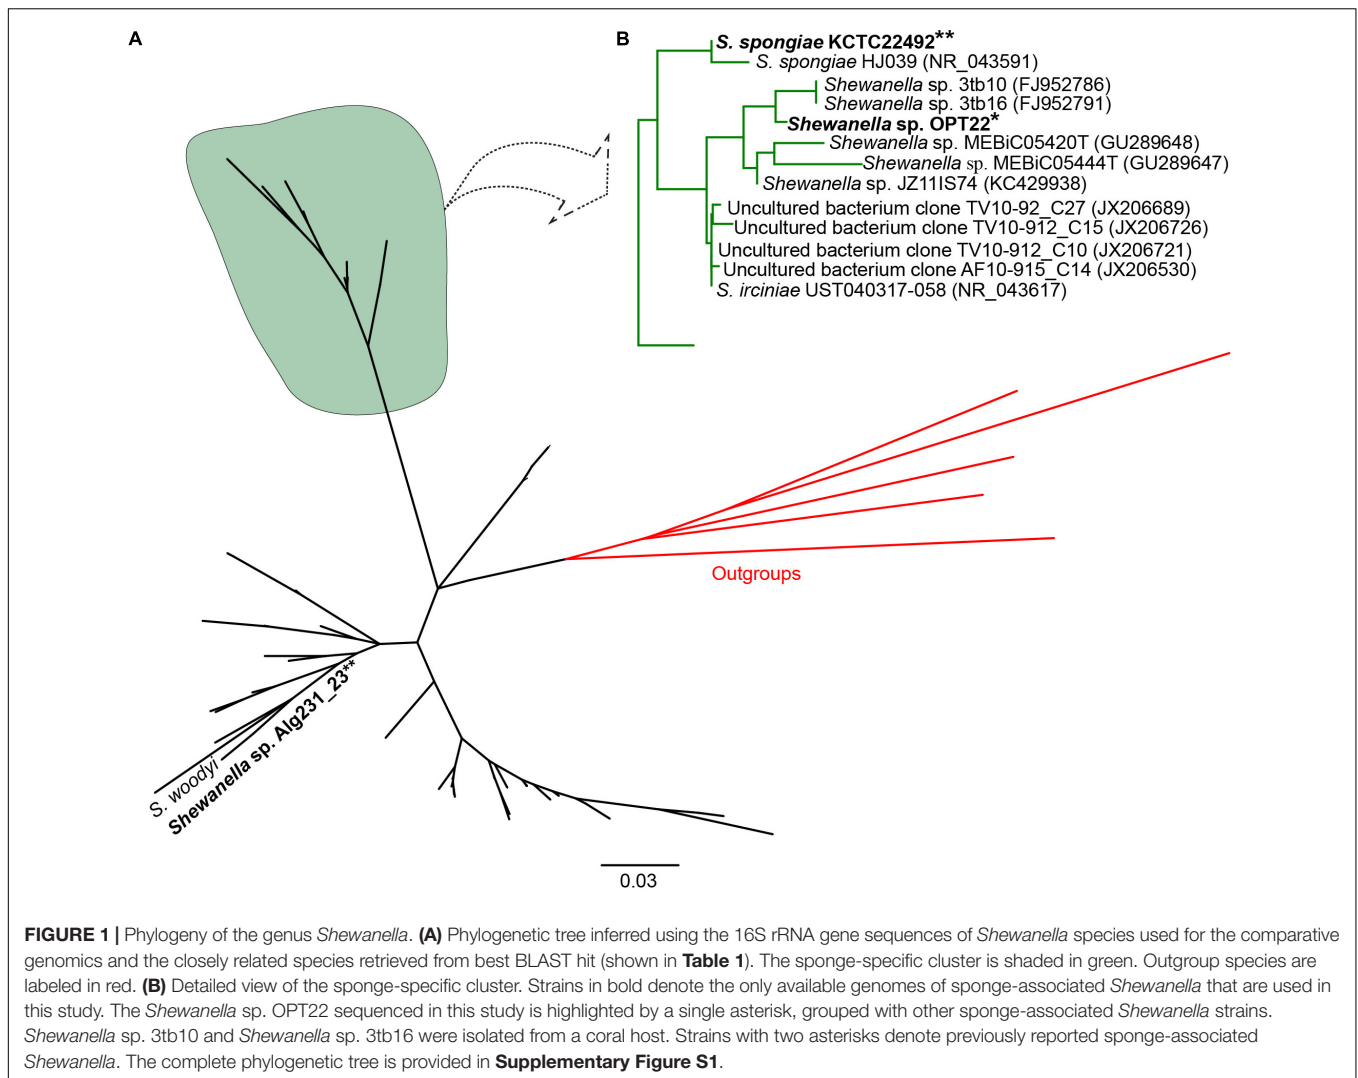 A
B
S. spongiae KCTC22492**
S. spongiae HJ039 (NR_043591)
Shewanella sp. 3tb10 (FJ952786)
Shewanella sp. 3tb16 (FJ952791)
Shewanella sp. OPT22*
Shewanella sp. MEBiC05420T (GU289648)
Shewanella sp. MEBiC05444T (GU289647)
Shewanella sp. JZ11IS74 (KC429938)
Uncultured bacterium clone TV10-92_C27 (JX206689)
Uncultured bacterium clone TV10-912_C15 (JX206726)
Uncultured bacterium clone TV10-912_C10 (JX206721)
Uncultured bacterium clone AF10-915_C14 (JX206530)
S. irciniae UST040317-058 (NR_043617)
Outgroups
S. woodyi
Shewanella sp. Alg231_23**
0.03
FIGURE 1 | Phylogeny of the genus Shewanella. (A) Phylogenetic tree inferred using the 16S rRNA gene sequences of Shewanella species used for the comparative
genomics and the closely related species retrieved from best BLAST hit (shown in Table 1). The sponge-specific cluster is shaded in green. Outgroup species are
labeled in red. (B) Detailed view of the sponge-specific cluster. Strains in bold denote the only available genomes of sponge-associated Shewanella that are used in
this study. The Shewanella sp. OPT22 sequenced in this study is highlighted by a single asterisk, grouped with other sponge-associated Shewanella strains.
Shewanella sp. 3tb10 and Shewanella sp. 3tb16 were isolated from a coral host. Strains with two asterisks denote previously reported sponge-associated
Shewanella. The complete phylogenetic tree is provided in Supplementary Figure S1.